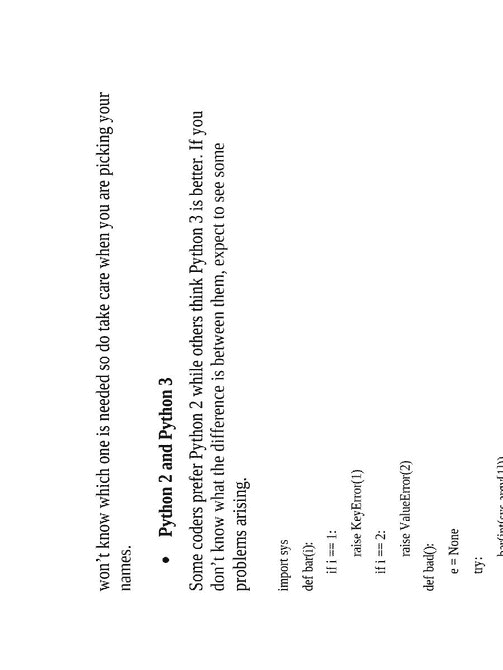 won’t know which one is needed so do take care when you are picking your
names.
• Python 2 and Python 3
Some coders prefer Python 2 while others think Python 3 is better. If you
don’t know what the difference is between them, expect to see some
problems arising.
import sys
def bar(i):
if i == 1:
raise KeyError(1)
if i == 2:
raise ValueError(2)
def bad():
e = None
try: